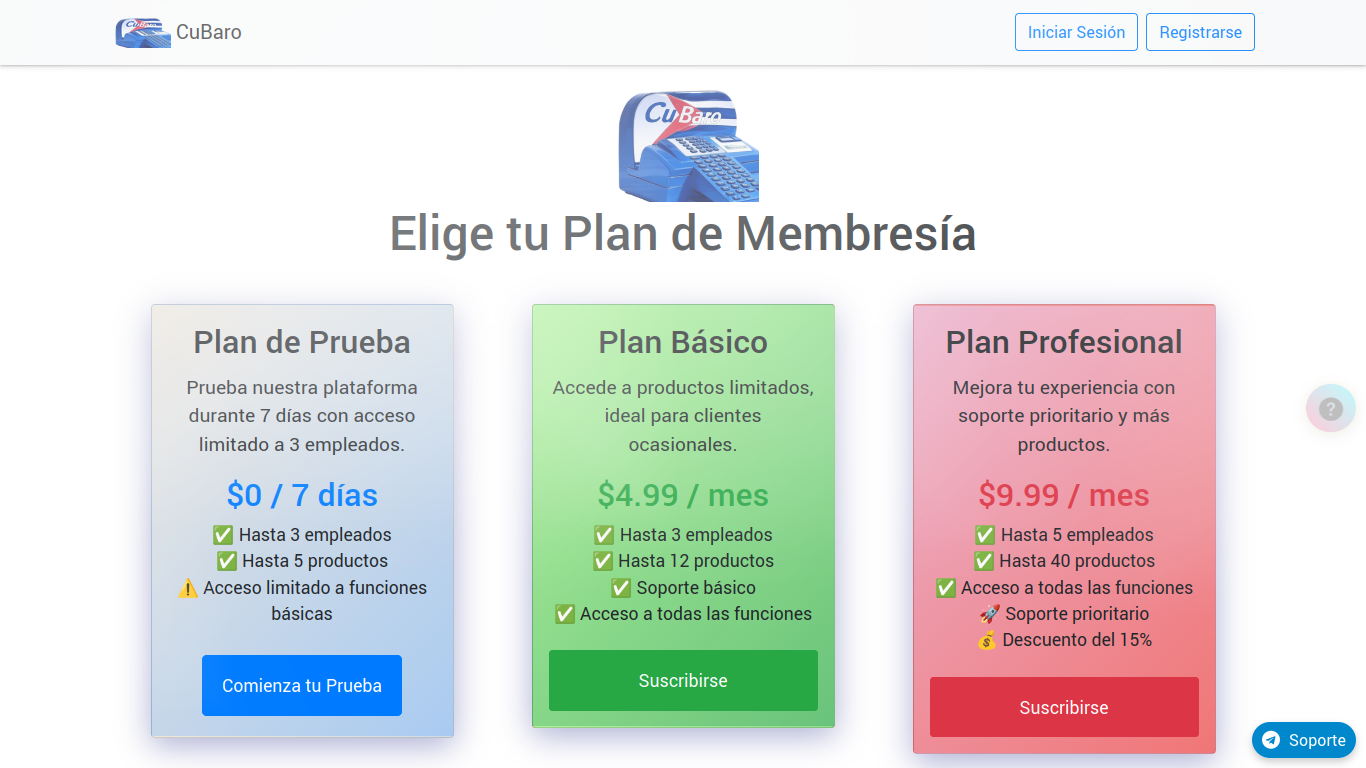 CuBaro
CuBaro
Iniciar Sesión
Registrarse
CuBaro
Elige tu Plan de Membresía
Plan de Prueba
Prueba nuestra plataforma
durante 7 días con acceso
limitado a 3 empleados.
$0 / 7 días
✅ Hasta 3 empleados
✅ Hasta 5 productos
⚠️ Acceso limitado a funciones
básicas
Comienza tu Prueba
Plan Básico
Accede a productos limitados,
ideal para clientes
ocasionales.
$4.99 / mes
✅ Hasta 3 empleados
✅ Hasta 12 productos
✅ Soporte básico
✅ Acceso a todas las funciones
Suscribirse
Plan Profesional
Mejora tu experiencia con
soporte prioritario y más
productos.
$9.99 / mes
✅ Hasta 5 empleados
✅ Hasta 40 productos
✅ Acceso a todas las funciones
🚀 Soporte prioritario
💰 Descuento del 15%
Suscribirse
?
Soporte